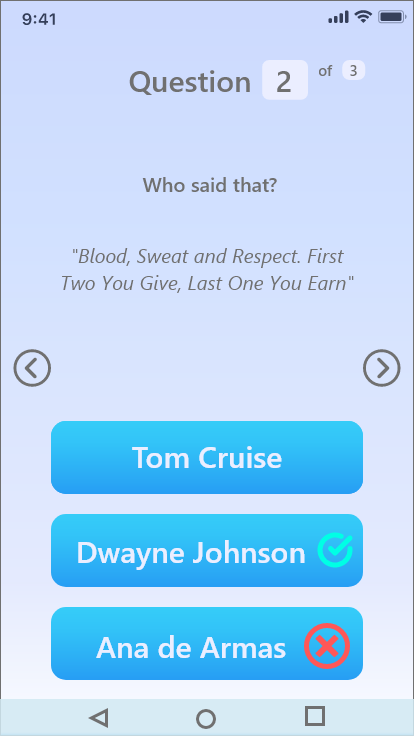 9:41
Question 2 of 3
Who said that?
"Blood, Sweat and Respect. First
Two You Give, Last One You Earn"
Tom Cruise
Dwayne Johnson
Ana de Armas